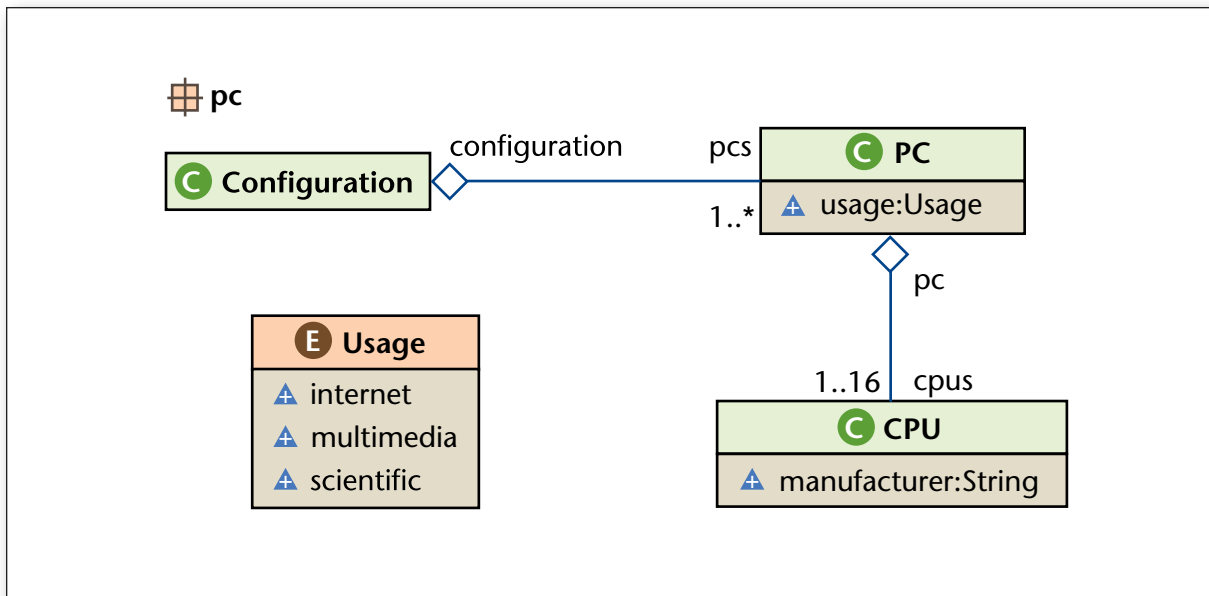 pc
configuration
pcs
C PC
C Configuration
usage:Usage
1..*
pc
E Usage
internet
multimedia
scientific
1..16
cpus
C CPU
manufacturer:String